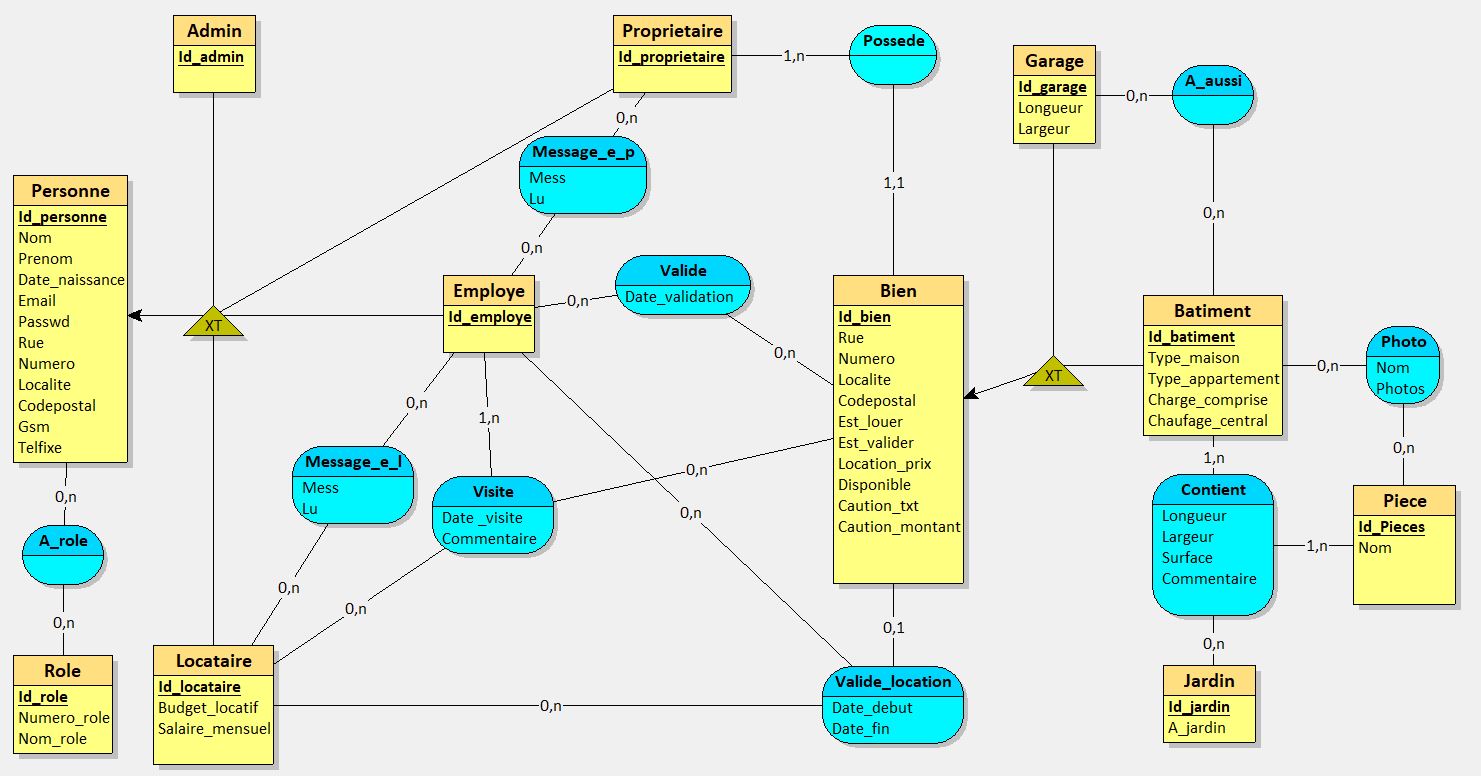 Admin
Id_admin
Proprietaire
Id_proprietaire
1,n
Possede
Garage
Id_garage
Longueur
Largeur
0,n
A_aussi
0,n
Message_e_p
Mess
Lu
0,n
1,1
0,n
Personne
Id_personne
Nom
Prenom
Date_naissance
Email
Passwd
Rue
Numero
Localite
Codepostal
Gsm
Telfixe
XT
Employe
Id_employe
0,n
Valide
Date_validation
0,n
Bien
Id_bien
Rue
Numero
Localite
Codepostal
Est_louer
Est_valider
Location_prix
Disponible
Caution_txt
Caution_montant
XT
Batiment
Id_batiment
Type_maison
Type_appartement
Charge_comprise
Chaufage_central
0,n
Photo
Nom
Photos
0,n
0,n
1,n
Message_e_l
Mess
Lu
Visite
Date _visite
Commentaire
0,n
0,n
1,n
Contient
Longueur
Largeur
Surface
Commentaire
1,n
Piece
Id_Pieces
Nom
0,n
A_role
0,n
0,n
0,n
0,1
0,n
Role
Id_role
Numero_role
Nom_role
Locataire
Id_locataire
Budget_locatif
Salaire_mensuel
0,n
Valide_location
Date_debut
Date_fin
Jardin
Id_jardin
A_jardin